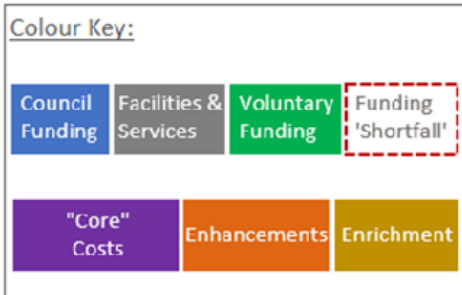 Colour Key:
Council
Funding
Facilities &
Services
Voluntary
Funding
Funding
'Shortfall'
"Core"
Costs
Enhancements
Enrichment